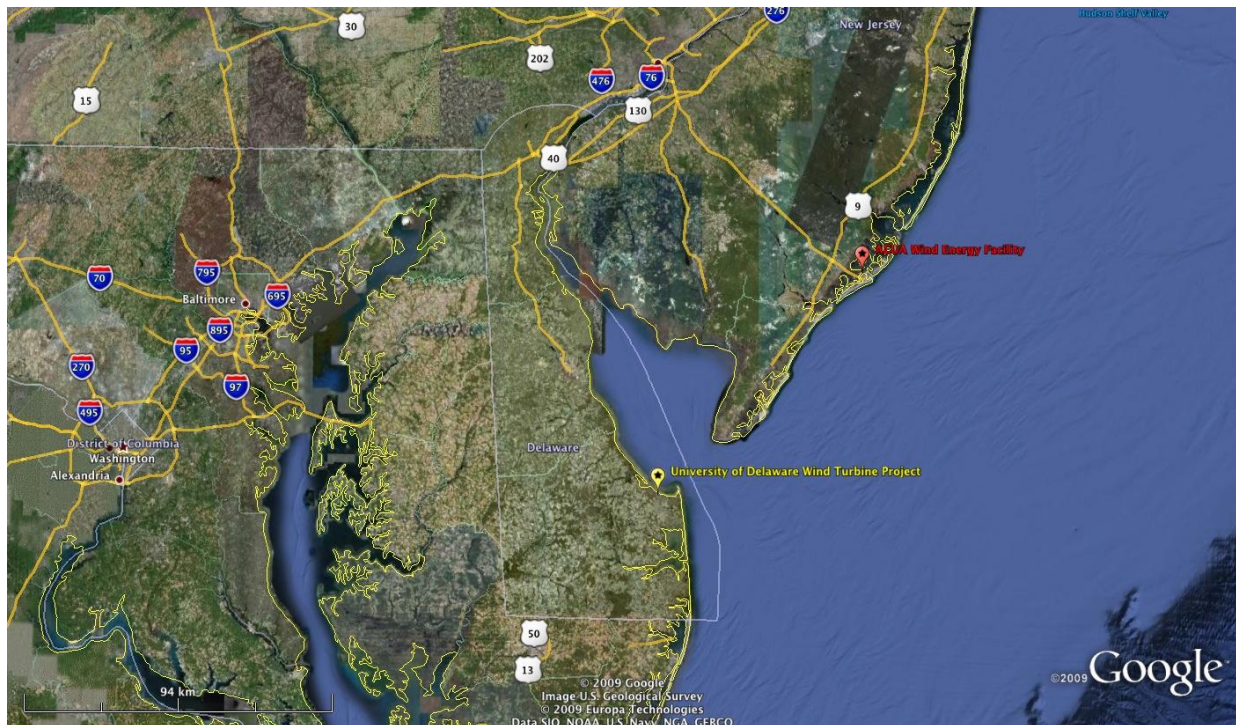 Hudson Shelf Valley
276
30
New Jersey
202
476
76
15
130
40
9
ACUA Wind Energy Facility
70
795
Baltimore
695
895
95
270
97
495
District of Columbia
Delaware
Washington
University of Delaware Wind Turbine Project
Alexandria
50
13
94 km
© 2009 Google
Image U.S. Geological Survey
© 2009 Europa Technologies
Data SIO, NOAA, U.S. Navy, NGA, GEBCO
©2009 Google